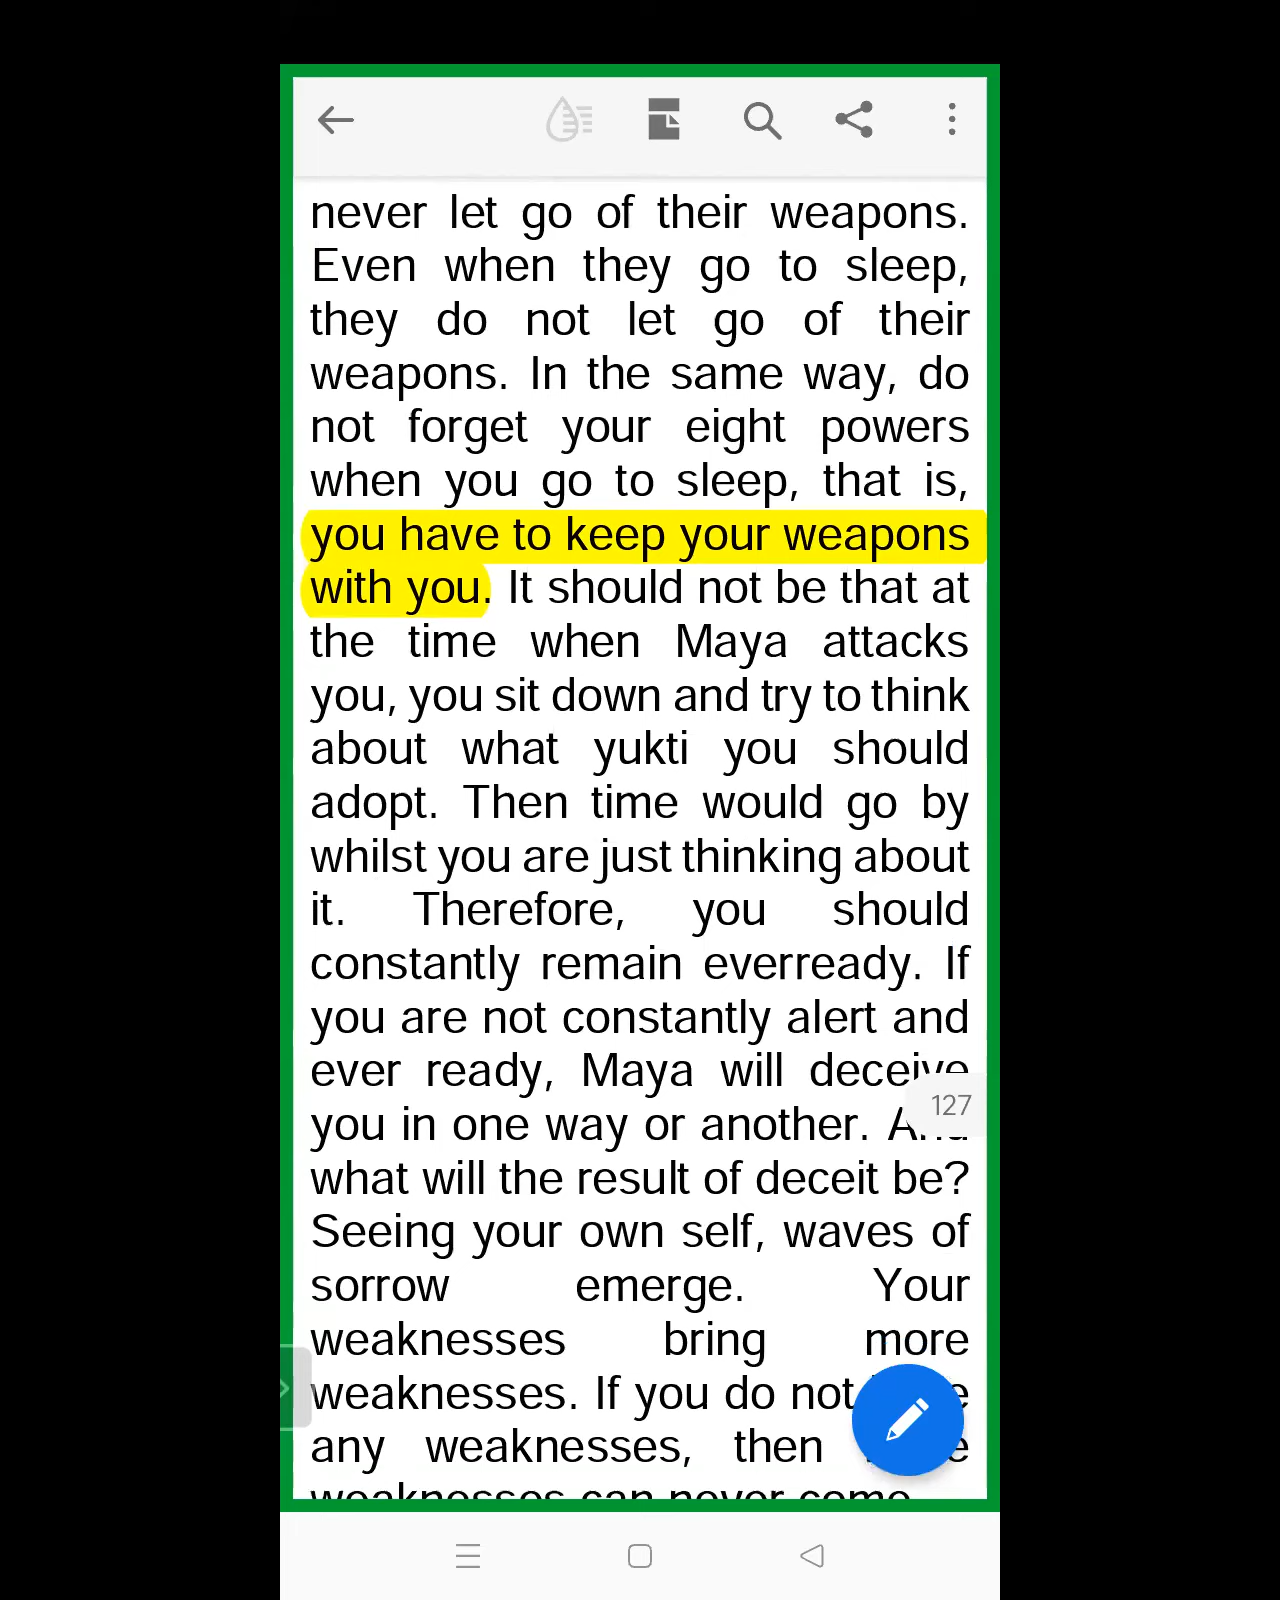 never let go of their weapons.
Even when they go to sleep,
they do not let go of their
weapons. In the same way, do
not forget your eight powers
when you go to sleep, that is,
you have to keep your weapons
with you. It should not be that at
the time when Maya attacks
you, you sit down and try to think
about what yukti you should
adopt. Then time would go by
whilst you are just thinking about
it. Therefore, you should
constantly remain everready. If
you are not constantly alert and
ever ready, Maya will deceive
127
you in one way or another. And
what will the result of deceit be?
Seeing your own self, waves of
sorrow emerge. Your
weaknesses bring more
weaknesses. If you do not
any weaknesses, then
weaknesses can never come